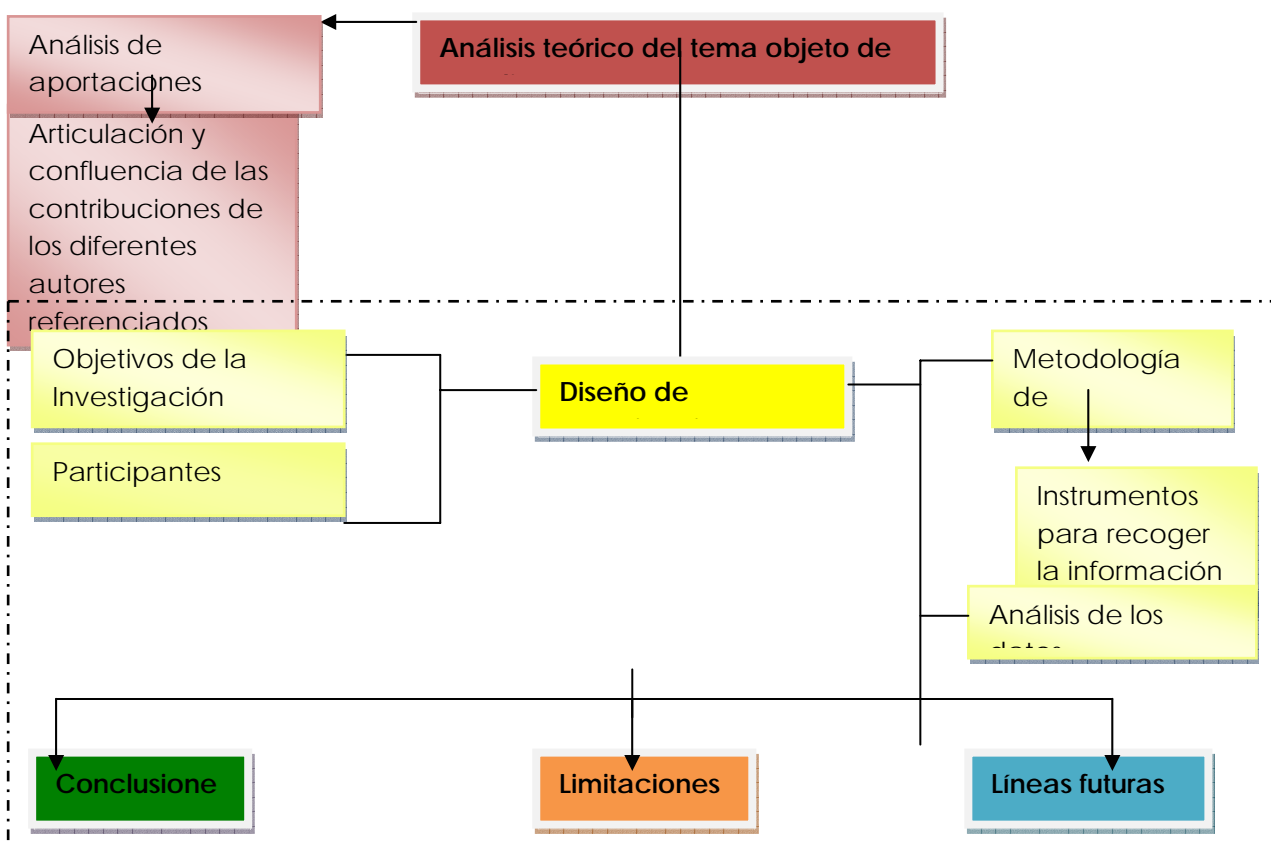 Análisis de
aportaciones
Análisis teórico del tema objeto de
Articulación y
confluencia de las
contribuciones de
los diferentes
autores
referenciados
Objetivos de la
Investigación
Participantes
Diseño de
Metodología
de
Instrumentos
para recoger
la información
Análisis de los
Conclusione
Limitaciones
Líneas futuras